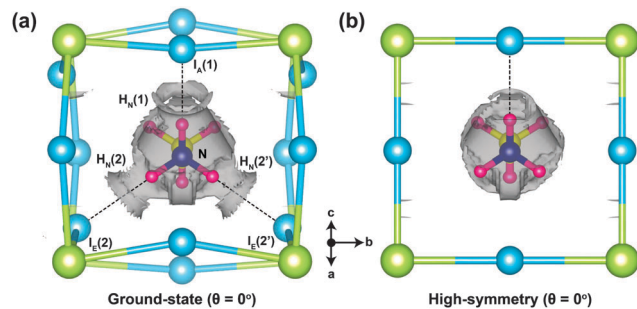 (a)
(b)
I_A(1)
H_N(1)
H_N(2)
N
H_N(2')
I_E(2)
I_E(2')
c
b
a
Ground-state (θ = 0°)
High-symmetry (θ = 0°)